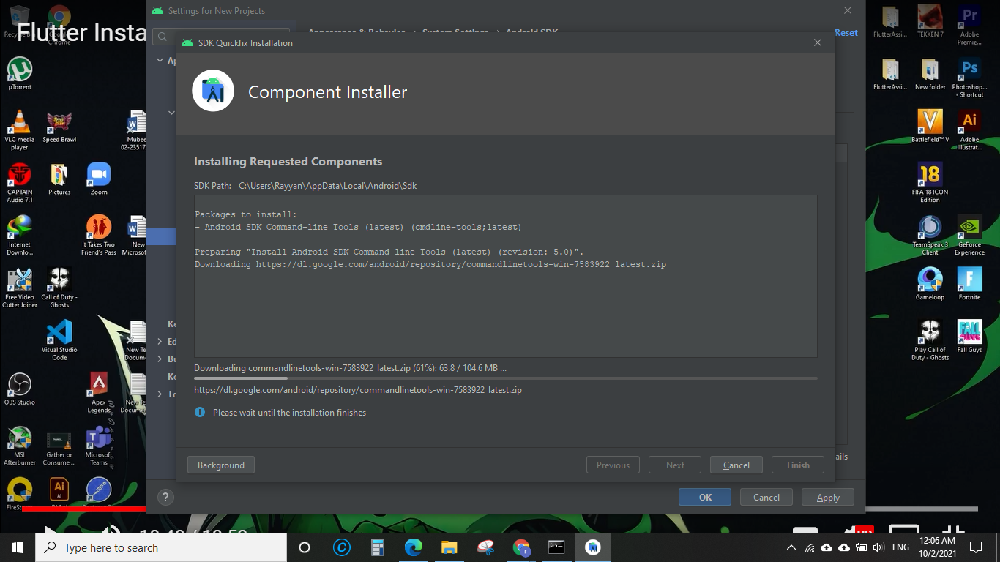 Settings for New Projects
Flutter Insta
Reset
SDK Quickfix Installation
Component Installer
Installing Requested Components
SDK Path: C:\Users\Rayyan\AppData\Local\Android\Sdk
Packages to install:
- Android SDK Command-line Tools (latest) (cmdline-tools;latest)
Preparing "Install Android SDK Command-line Tools (latest) (revision: 5.0)".
Downloading https://dl.google.com/android/repository/commandlinetools-win-7583922_latest.zip
Downloading commandlinetools-win-7583922_latest.zip (61%): 63.8 / 104.6 MB ...
https://dl.google.com/android/repository/commandlinetools-win-7583922_latest.zip
Please wait until the installation finishes
Background
Previous
Next
Cancel
Finish
ails
?
OK
Cancel
Apply
Ap
Ke
Ed
Bu
Ke
To
Chrome
µTorrent
VLC media
player
Speed Brawl
Mubee
02-23517
CAPTAIN
Audio 7.1
Pictures
Zoom
Internet
Downlo...
It Takes Two
Friend's Pass
New
Microsof
Free Video
Cutter Joiner
Call of Duty -
Ghosts
Visual Studio
Code
New Te
Docum
OBS Studio
Apex
Legends
New Te
Docume
MSI
Afterburner
Gather or
Consume ...
Microsoft
Teams
FlutterAssi...
TEKKEN 7
Adobe
Premie...
FlutterAssi...
New folder
Photoshop...
- Shortcut
Battlefield™ V
Adobe
Illustrat...
FIFA 18 ICON
Edition
TeamSpeak 3
Client
GeForce
Experience
Gameloop
Fortnite
Play Call of
Duty - Ghosts
Fall Guys
HD
Type here to search
ENG
12:06 AM
10/2/2021